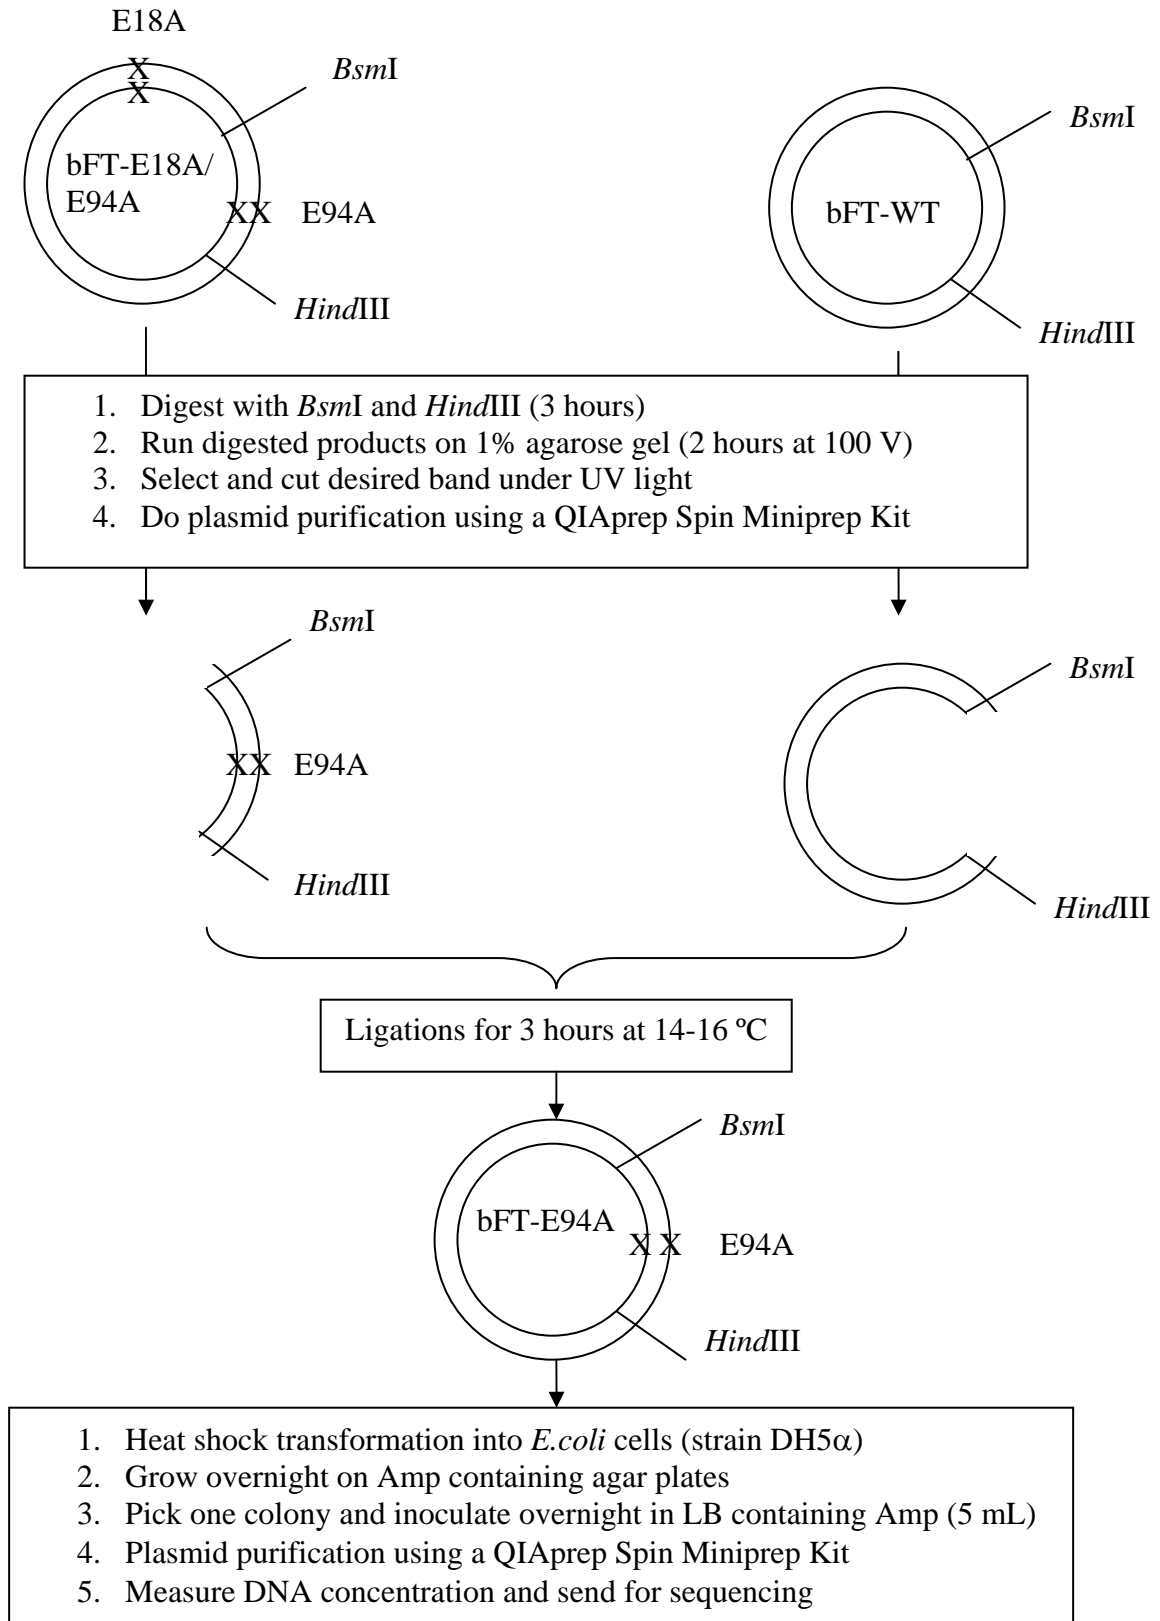 E18A
X
X
BsmI
bFT-E18A/
E94A
XX E94A
HindIII
BsmI
bFT-WT
HindIII
1. Digest with BsmI and HindIII (3 hours)
2. Run digested products on 1% agarose gel (2 hours at 100 V)
3. Select and cut desired band under UV light
4. Do plasmid purification using a QIAprep Spin Miniprep Kit
BsmI
XX E94A
HindIII
BsmI
HindIII
Ligations for 3 hours at 14-16 ºC
BsmI
bFT-E94A
X X E94A
HindIII
1. Heat shock transformation into E.coli cells (strain DH5α)
2. Grow overnight on Amp containing agar plates
3. Pick one colony and inoculate overnight in LB containing Amp (5 mL)
4. Plasmid purification using a QIAprep Spin Miniprep Kit
5. Measure DNA concentration and send for sequencing